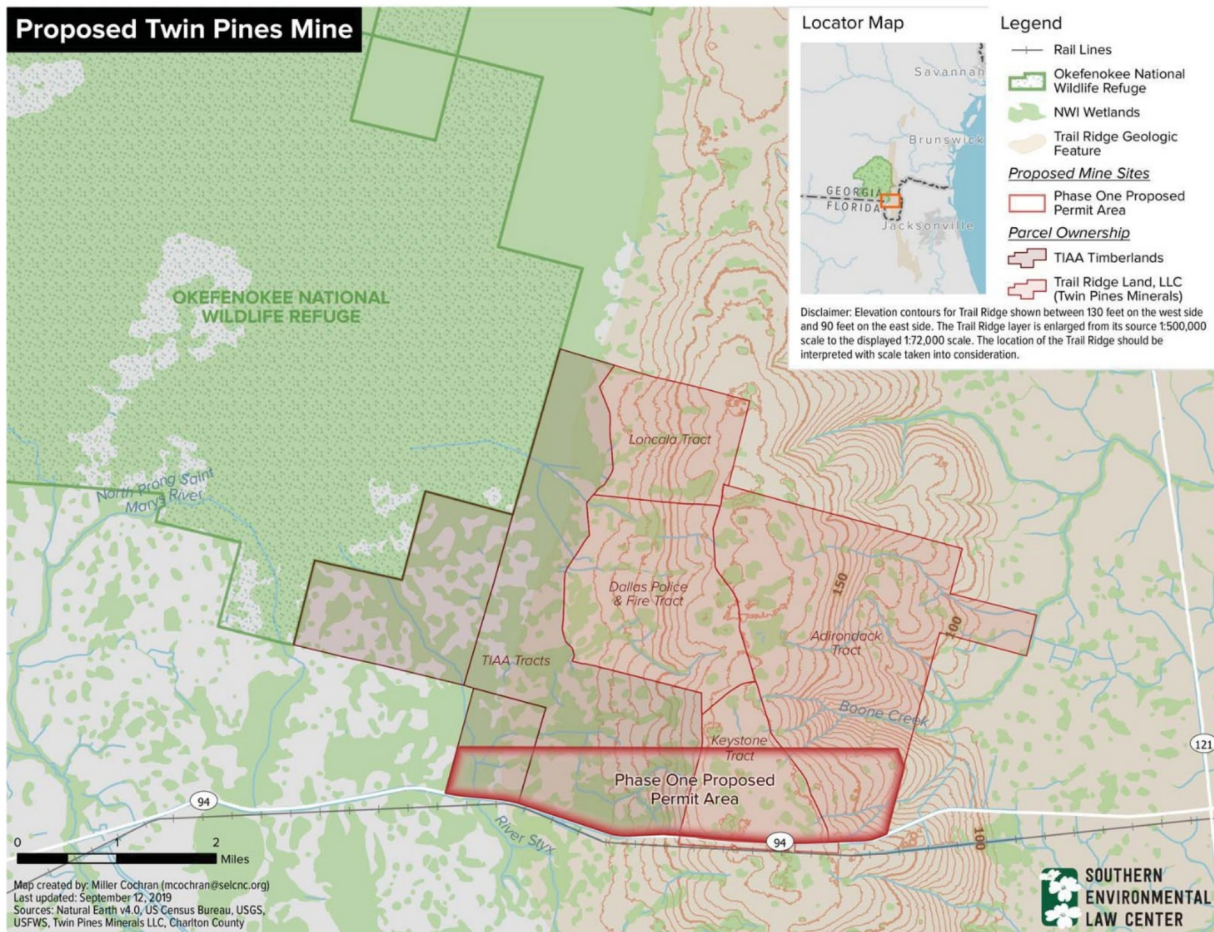 Proposed Twin Pines Mine
Locator Map
Savannah
Brunswick
GEORGIA
FLORIDA
Jacksonville
Legend
Rail Lines
Okefenokee National
Wildlife Refuge
NWI Wetlands
Trail Ridge Geologic
Feature
Proposed Mine Sites
Phase One Proposed
Permit Area
Parcel Ownership
TIAA Timberlands
Trail Ridge Land, LLC
(Twin Pines Minerals)
Disclaimer: Elevation contours for Trail Ridge shown between 130 feet on the west side
and 90 feet on the east side. The Trail Ridge layer is enlarged from its source 1:500,000
scale to the displayed 1:72,000 scale. The location of the Trail Ridge should be
interpreted with scale taken into consideration.
OKEFENOKEE NATIONAL
WILDLIFE REFUGE
North Prong Saint
Marys River
Loncala Tract
Dallas Police
& Fire Tract
150
100
Adirondack
Tract
TIAA Tracts
Boone Creek
Keystone
Tract
121
Phase One Proposed
Permit Area
94
River Styx
94
100
0 1 2
Miles
Map created by: Miller Cochran (mcochran@selcnc.org)
Last updated: September 12, 2019
Sources: Natural Earth v4.0, US Census Bureau, USGS,
USFWS, Twin Pines Minerals LLC, Charlton County
SOUTHERN
ENVIRONMENTAL
LAW CENTER